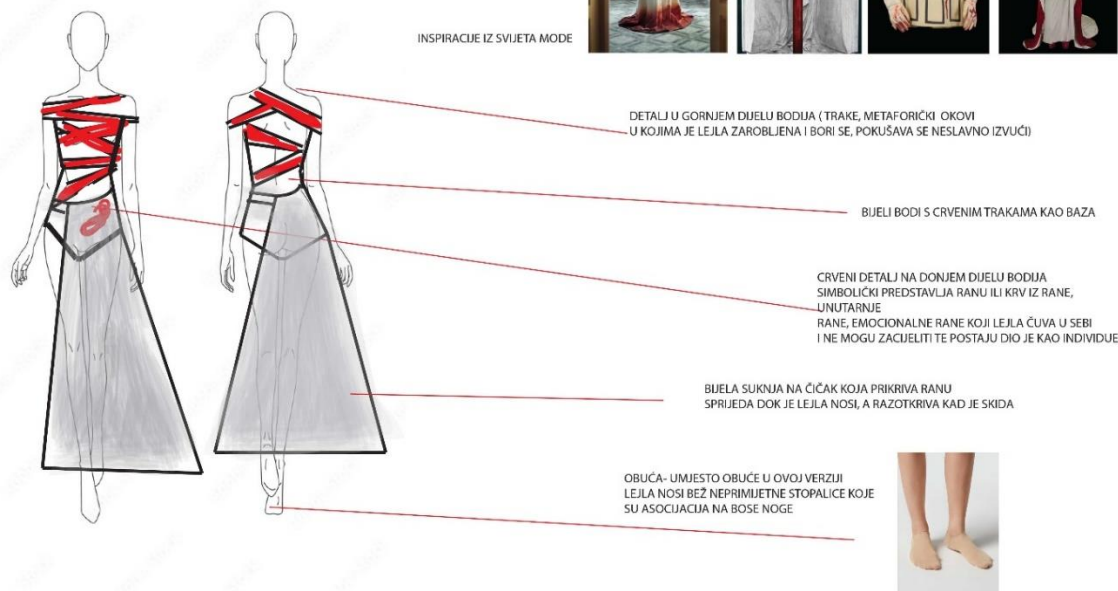 INSPIRACIJE IZ SVIJETA MODE
DETALJ U GORNJEM DIJELU BODIJA ( TRAKE, METAFORIČKI OKOVI
U KOJIMA JE LEJLA ZAROBLJENA I BORI SE, POKUŠAVA SE NESLAVNO IZVUĆI)
BIJELI BODI S CRVENIM TRAKAMA KAO BAZA
CRVENI DETALJ NA DONJEM DIJELU BODIJA
SIMBOLIČKI PREDSTAVLJA RANU ILI KRV IZ RANE,
UNUTARNJE
RANE, EMOCIONALNE RANE KOJI LEJLA ČUVA U SEBI
I NE MOGU ZACIJELITI TE POSTAJU DIO JE KAO INDIVIDUE
BIJELA SUKNJA NA ČIČAK KOJA PRIKRIVA RANU
SPRIJEDA DOK JE LEJLA NOSI, A RAZOTKRIVA KAD JE SKIDA
OBUĆA- UMJESTO OBUĆE U OVOJ VERZIJI
LEJLA NOSI BEŽ NEPRIMJETNE STOPALICE KOJE
SU ASOCIJACIJA NA BOSE NOGE